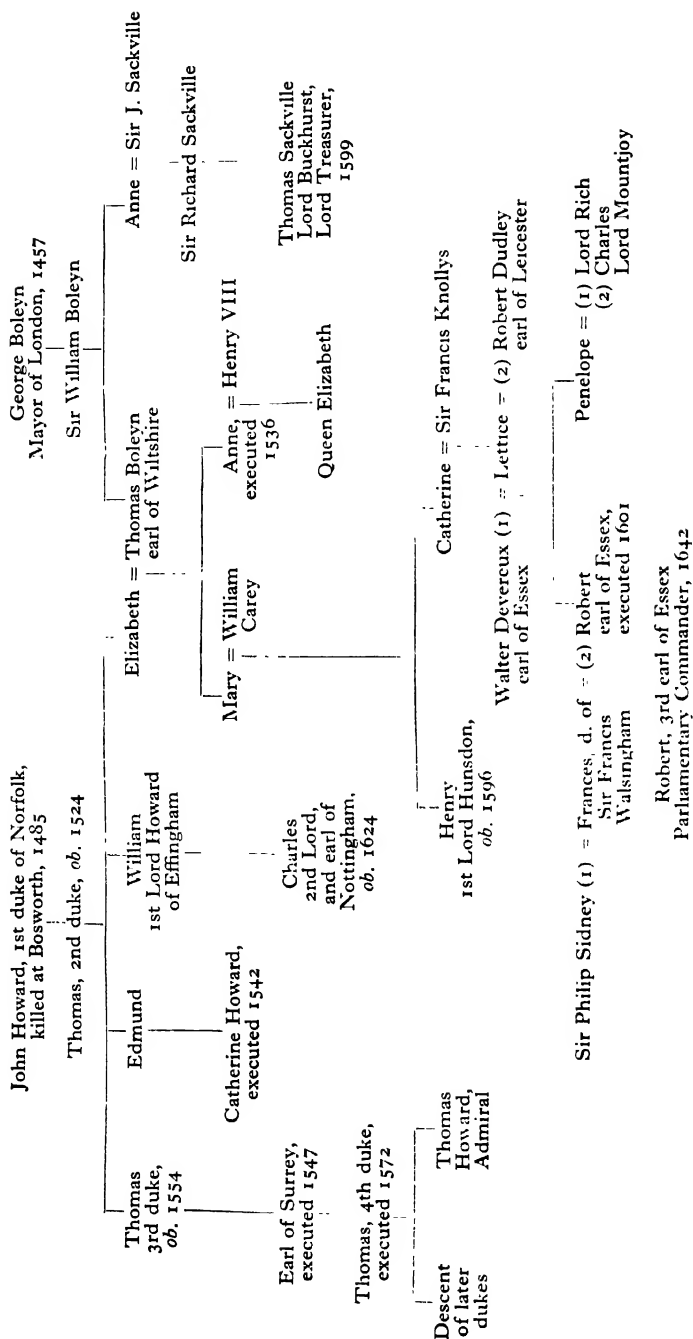 John Howard, 1st duke of Norfolk,
killed at Bosworth, 1485
Thomas, 2nd duke, ob. 1524
George Boleyn
Mayor of London, 1457
Sir William Boleyn
Thomas
3rd duke,
ob. 1554
Edmund
William
1st Lord Howard
of Effingham
Elizabeth = Thomas Boleyn
earl of Wiltshire
Anne = Sir J. Sackville
Sir Richard Sackville
Catherine Howard,
executed 1542
Mary = William
Carey
Anne, = Henry VIII
executed
1536
Earl of Surrey,
executed 1547
Charles
2nd Lord,
and earl of
Nottingham,
ob. 1624
Queen Elizabeth
Thomas Sackville
Lord Buckhurst,
Lord Treasurer,
1599
Thomas, 4th duke,
executed 1572
Descent
of later
dukes
Thomas
Howard,
Admiral
Henry
1st Lord Hunsdon,
ob. 1596
Catherine = Sir Francis Knollys
Walter Devereux (1) = Lettice = (2) Robert Dudley
earl of Essex
earl of Leicester
Sir Philip Sidney (1) = Frances, d. of = (2) Robert
Sir Francis
Walsingham
earl of Essex,
executed 1601
Penelope = (1) Lord Rich
(2) Charles
Lord Mountjoy
Robert, 3rd earl of Essex
Parliamentary Commander, 1642